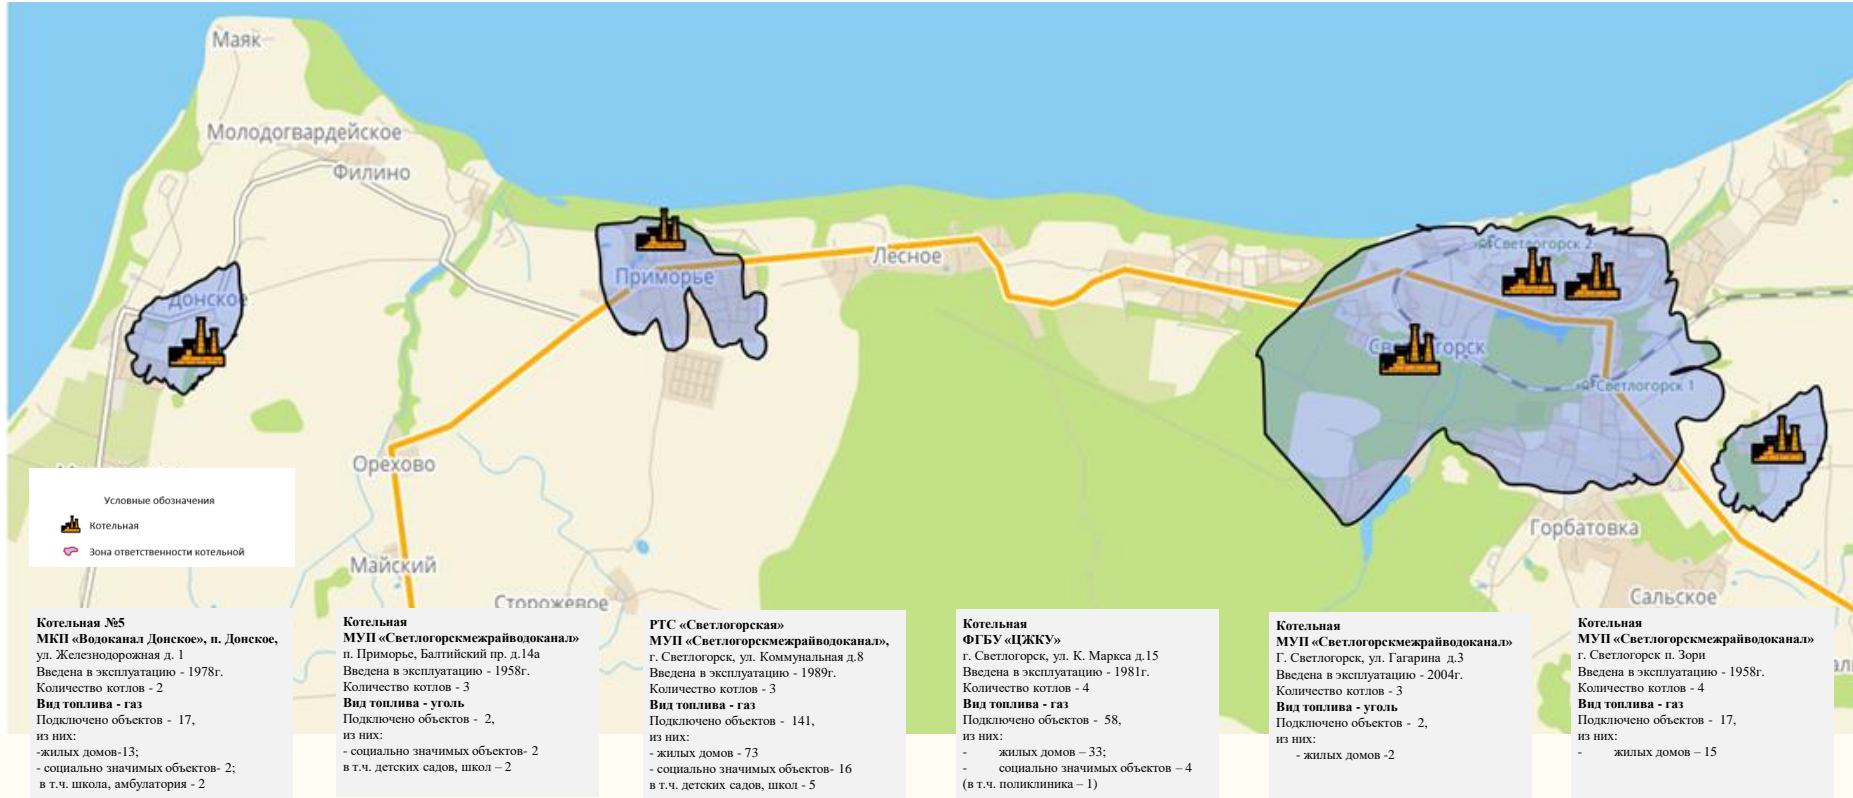 Маяк
Молодогвардейское
Филино
Светлогорск 2
Лесное
Приморье
Донское
Светлогорск 1
Орехово
Горбатовка
Майский
Сторожевое
Сальское
Условные обозначения
Котельная
Зона ответственности котельной
Котельная №5
МКП «Водоканал Донское», п. Донское,
ул. Железнодорожная д. 1
Введена в эксплуатацию - 1978г.
Количество котлов - 2
Вид топлива - газ
Подключено объектов - 17,
из них:
-жилых домов-13;
- социально значимых объектов- 2;
в т.ч. школа, амбулатория - 2
Котельная
МУП «Светлогорскмежрайводоканал»
п. Приморье, Балтийский пр. д.14а
Введена в эксплуатацию - 1958г.
Количество котлов - 3
Вид топлива - уголь
Подключено объектов - 2,
из них:
- социально значимых объектов- 2
в т.ч. детских садов, школ – 2
РТС «Светлогорская»
МУП «Светлогорскмежрайводоканал»,
г. Светлогорск, ул. Коммунальная д.8
Введена в эксплуатацию - 1989г.
Количество котлов - 3
Вид топлива - газ
Подключено объектов - 141,
из них:
- жилых домов - 73
- социально значимых объектов- 16
в т.ч. детских садов, школ - 5
Котельная
ФГБУ «ЦЖКУ»
г. Светлогорск, ул. К. Маркса д.15
Введена в эксплуатацию - 1981г.
Количество котлов - 4
Вид топлива - газ
Подключено объектов - 58,
из них:
- жилых домов – 33;
- социально значимых объектов – 4
(в т.ч. поликлиника – 1)
Котельная
МУП «Светлогорскмежрайводоканал»
Г. Светлогорск, ул. Гагарина д.3
Введена в эксплуатацию - 2004г.
Количество котлов - 3
Вид топлива - уголь
Подключено объектов - 2,
из них:
- жилых домов -2
Котельная
МУП «Светлогорскмежрайводоканал»
г. Светлогорск п. Зори
Введена в эксплуатацию - 1958г.
Количество котлов - 4
Вид топлива - газ
Подключено объектов - 17,
из них:
- жилых домов – 15